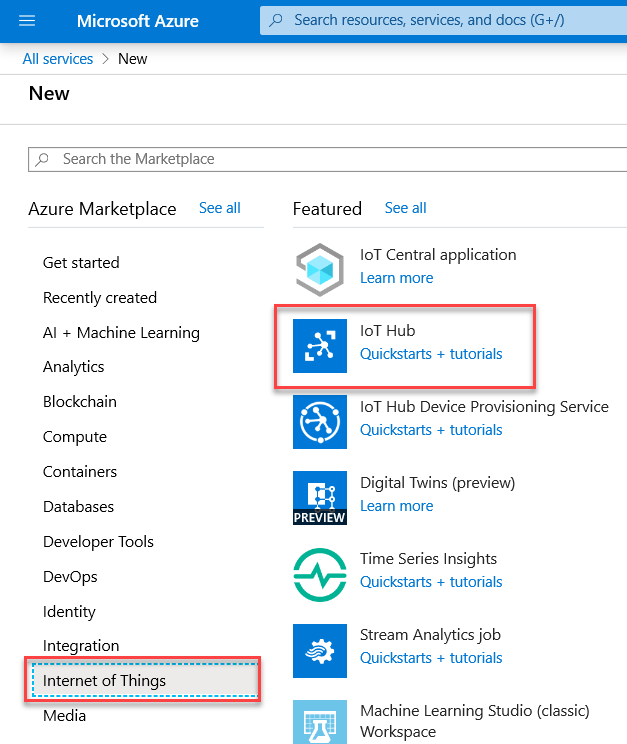 Microsoft Azure
Search resources, services, and docs (G+/)
All services > New
New
Search the Marketplace
Azure Marketplace See all
Get started
Recently created
AI + Machine Learning
Analytics
Blockchain
Compute
Containers
Databases
Developer Tools
DevOps
Identity
Integration
Internet of Things
Media
Featured See all
IoT Central application
Learn more
IoT Hub
Quickstarts + tutorials
IoT Hub Device Provisioning Service
Quickstarts + tutorials
Digital Twins (preview)
Learn more
PREVIEW
Time Series Insights
Quickstarts + tutorials
Stream Analytics job
Quickstarts + tutorials
Machine Learning Studio (classic)
Workspace